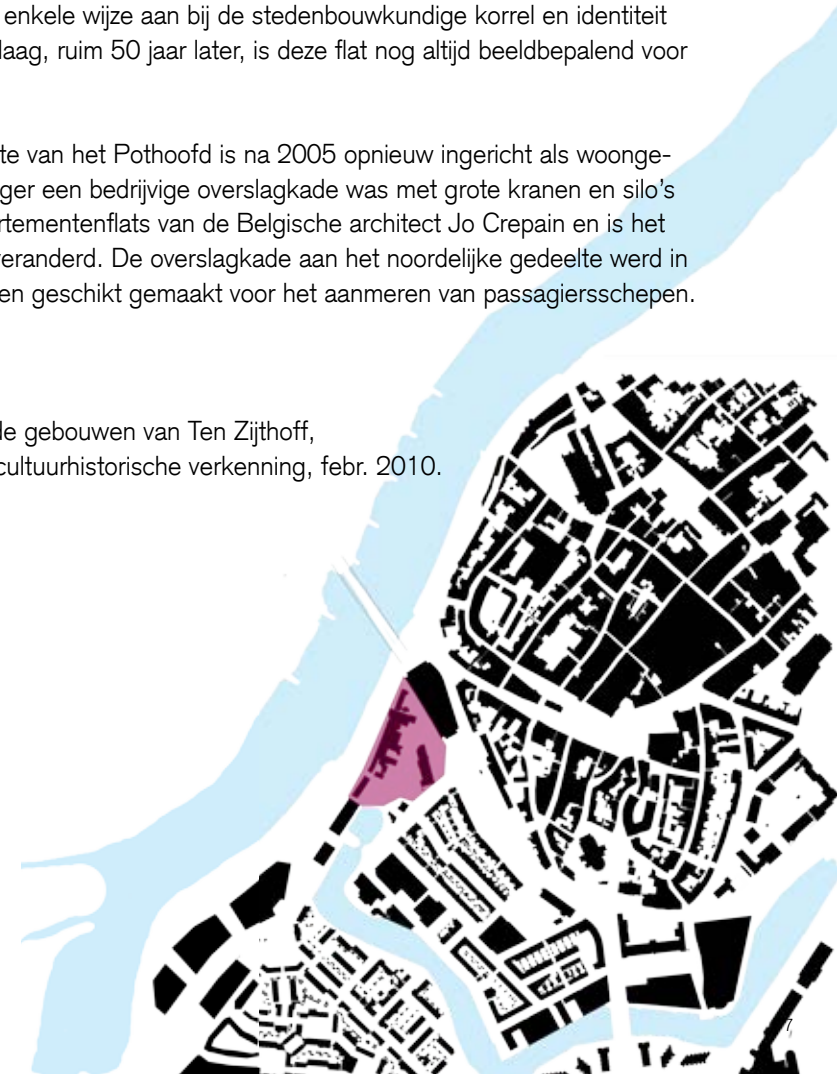 enkele wijze aan bij de stedenbouwkundige korrel en identiteit
laag, ruim 50 jaar later, is deze flat nog altijd beeldbepalend voor
te van het Pothoofd is na 2005 opnieuw ingericht als woonge-
ger een bedrijvige overslagkade was met grote kranen en silo's
rtementenflats van de Belgische architect Jo Crepain en is het
veranderd. De overslagkade aan het noordelijke gedeelte werd in
en geschikt gemaakt voor het aanmeren van passagiersschepen.
de gebouwen van Ten Zijthoff,
cultuurhistorische verkenning, febr. 2010.
7